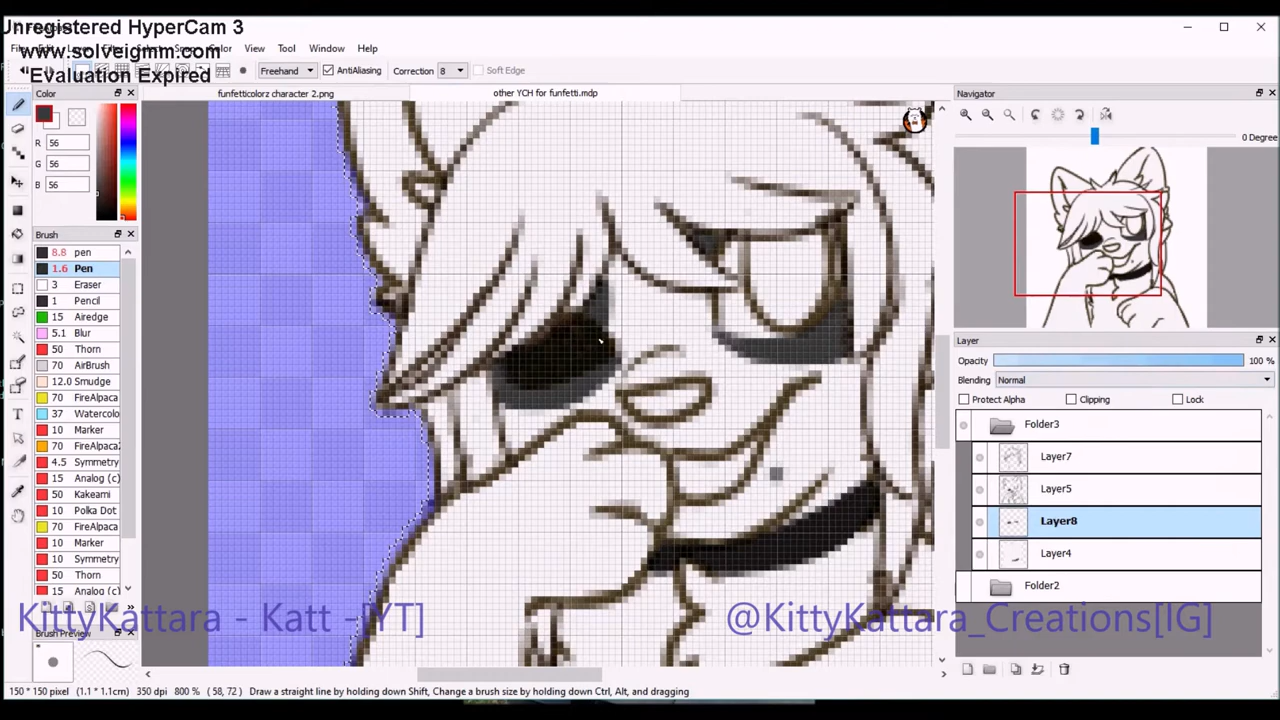 Unregistered HyperCam 3
www.solveigmm.com
Evaluation Expired
View Tool Window Help
Freehand AntiAliasing Correction 8 Soft Edge
funfetticolorz character 2.png
other YCH for funfetti.mdp
Color
R 56
G 56
B 56
Brush
8.8 pen
1.6 Pen
3 Eraser
1 Pencil
15 Airedge
5.1 Blur
50 Thorn
70 AirBrush
12.0 Smudge
70 FireAlpaca
37 Watercolo
10 Marker
70 FireAlpaca2
4.5 Symmetry
15 Analog (c)
50 Kakeami
10 Polka Dot
70 FireAlpaca
10 Marker
10 Symmetry
50 Thorn
15 Analog (c)
Brush Preview
Navigator
0 Degree
Layer
Opacity 100 %
Blending Normal
Protect Alpha Clipping Lock
Folder3
Layer7
Layer5
Layer8
Layer4
Folder2
KittyKattara - Katt -[YT]
@KittyKattara_Creations[IG]
150 * 150 pixel (1.1 * 1.1cm) 350 dpi 800 % ( 58, 72 ) Draw a straight line by holding down Shift, Change a brush size by holding down Ctrl, Alt, and dragging